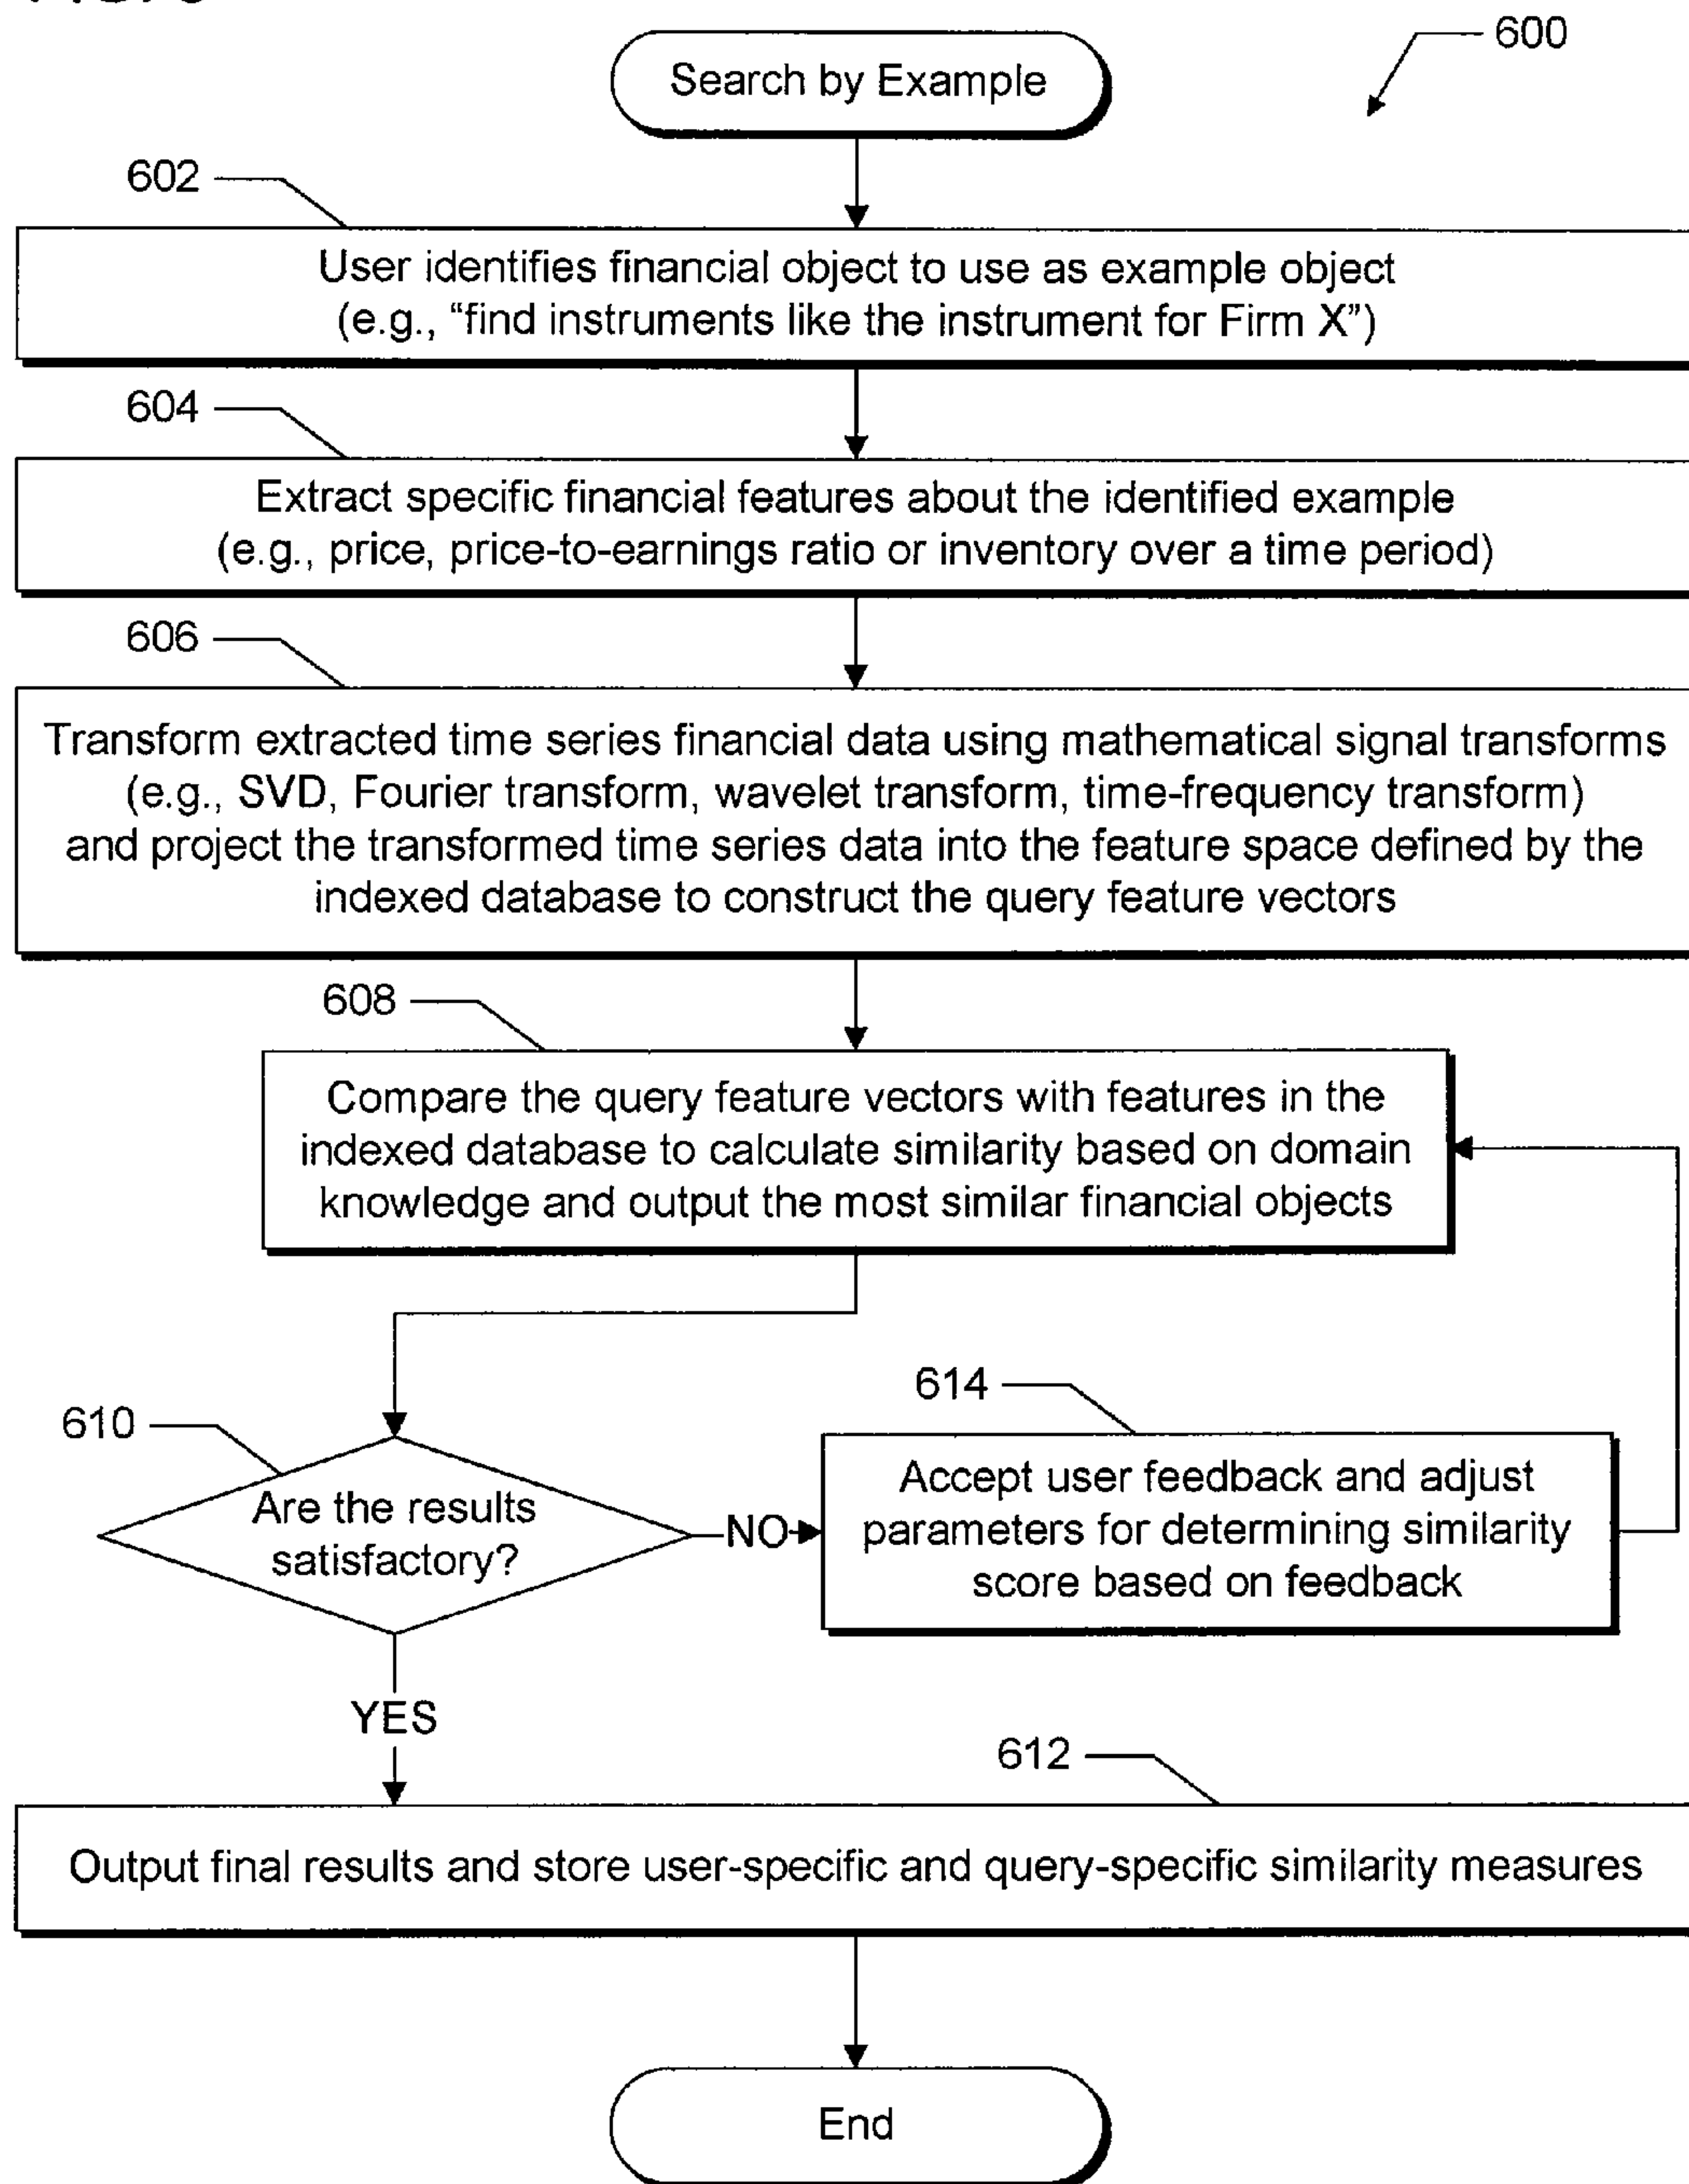 600
Search by Example
602
User identifies financial object to use as example object
(e.g., “find instruments like the instrument for Firm X”)
604
Extract specific financial features about the identified example
(e.g., price, price-to-earnings ratio or inventory over a time period)
606
Transform extracted time series financial data using mathematical signal transforms
(e.g., SVD, Fourier transform, wavelet transform, time-frequency transform)
and project the transformed time series data into the feature space defined by the
indexed database to construct the query feature vectors
608
Compare the query feature vectors with features in the
indexed database to calculate similarity based on domain
knowledge and output the most similar financial objects
610
Are the results
satisfactory?
NO
614
Accept user feedback and adjust
parameters for determining similarity
score based on feedback
YES
612
Output final results and store user-specific and query-specific similarity measures
End